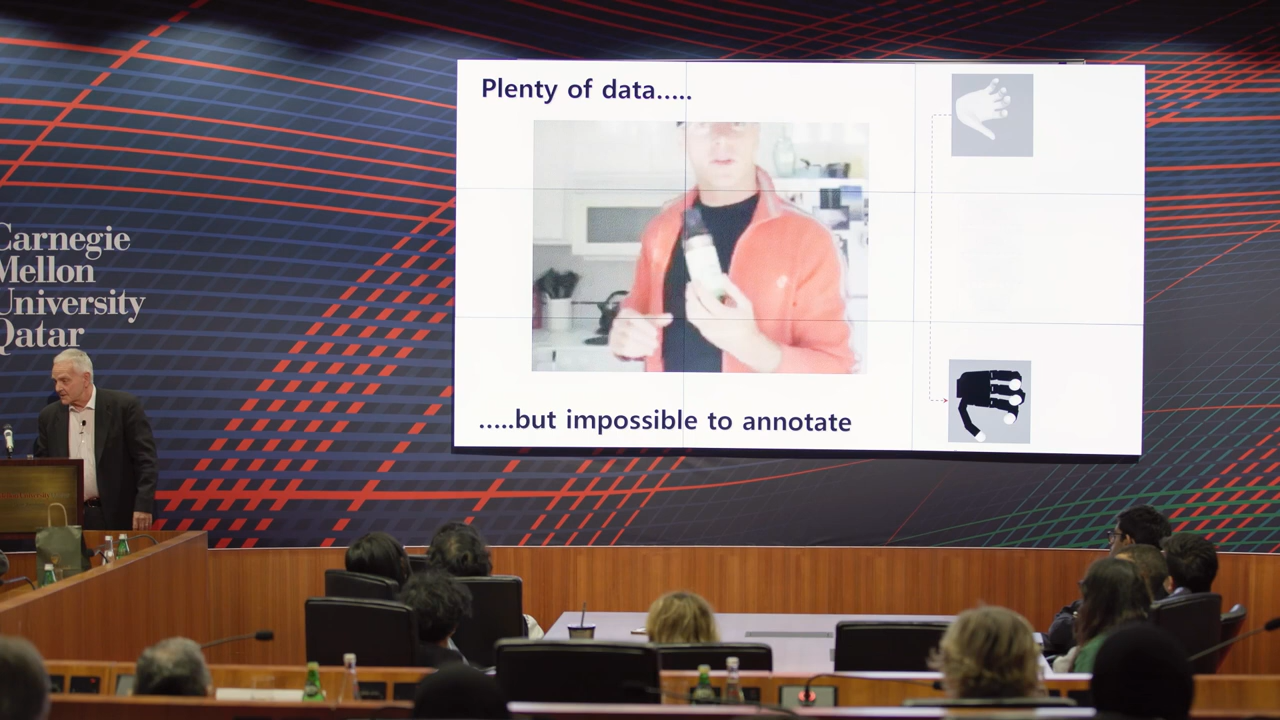 Plenty of data.....
.....but impossible to annotate
Carnegie
Mellon
University
Qatar